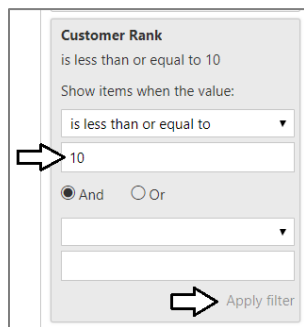 Customer Rank
is less than or equal to 10
Show items when the value:
is less than or equal to
10
And Or
Apply filter